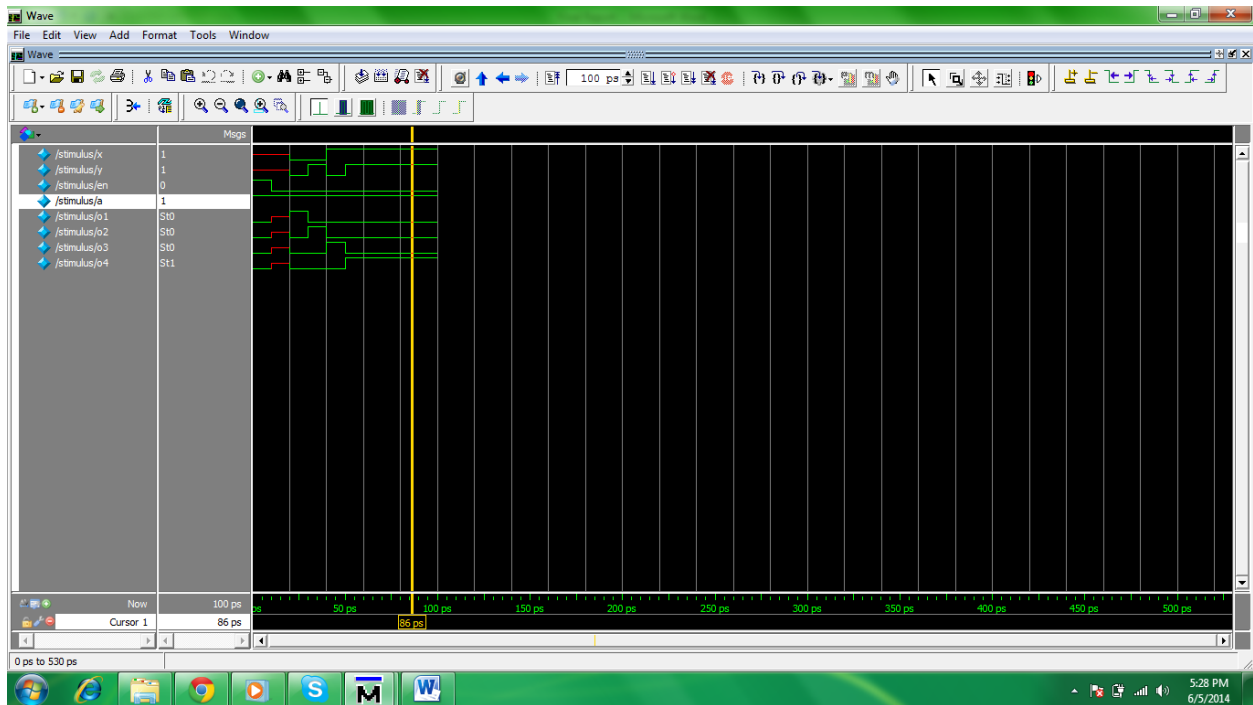 Wave
File Edit View Add Format Tools Window
Wave
100 ps
Msgs
/stimulus/x 1
/stimulus/y 1
/stimulus/en 0
/stimulus/a 1
/stimulus/o1 St0
/stimulus/o2 St0
/stimulus/o3 St0
/stimulus/o4 St1
Now 100 ps
ps 50 ps 100 ps 150 ps 200 ps 250 ps 300 ps 350 ps 400 ps 450 ps 500 ps
Cursor 1 86 ps
86 ps
0 ps to 530 ps
S M W
5:28 PM
6/5/2014